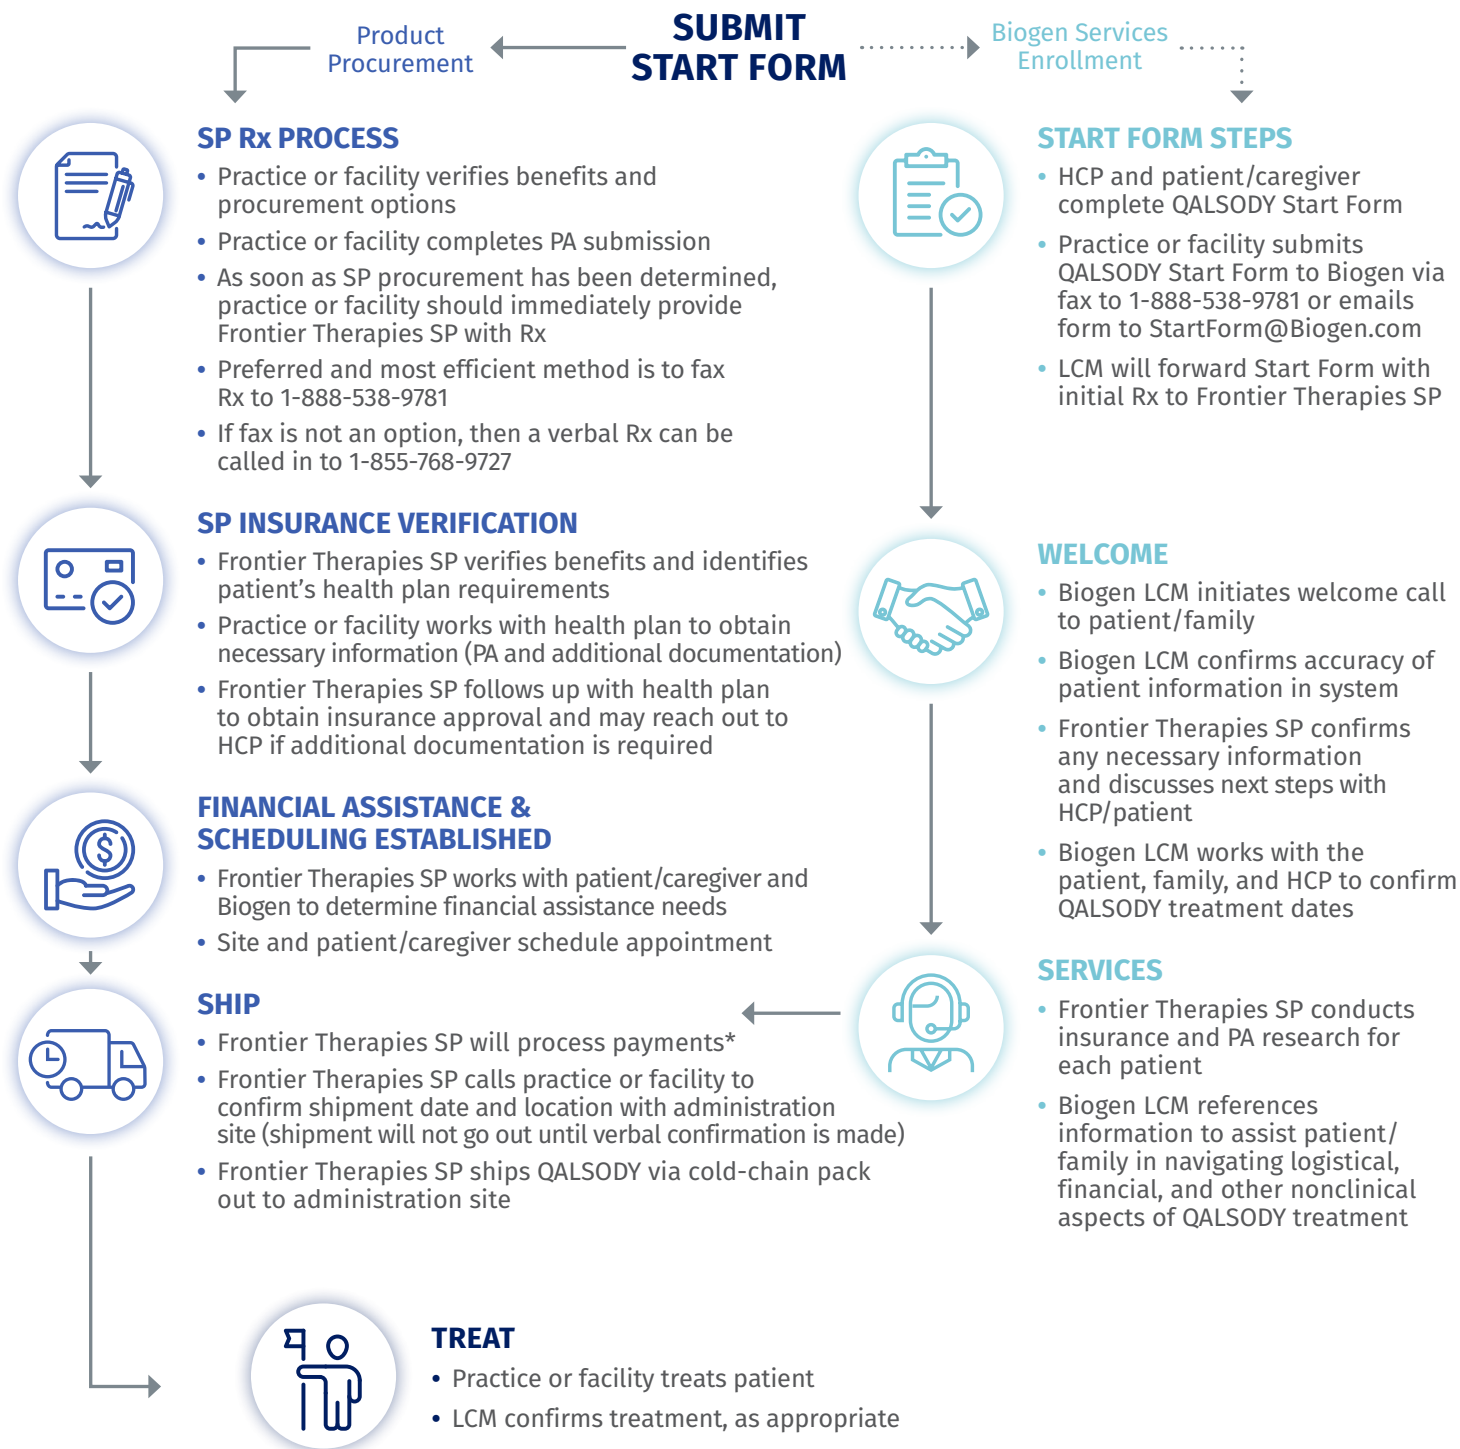 SUBMIT
START FORM
Product
Procurement
Biogen Services
Enrollment
SP Rx PROCESS
• Practice or facility verifies benefits and
procurement options
• Practice or facility completes PA submission
• As soon as SP procurement has been determined,
practice or facility should immediately provide
Frontier Therapies SP with Rx
• Preferred and most efficient method is to fax
Rx to 1-888-538-9781
• If fax is not an option, then a verbal Rx can be
called in to 1-855-768-9727
SP INSURANCE VERIFICATION
• Frontier Therapies SP verifies benefits and identifies
patient’s health plan requirements
• Practice or facility works with health plan to obtain
necessary information (PA and additional documentation)
• Frontier Therapies SP follows up with health plan
to obtain insurance approval and may reach out to
HCP if additional documentation is required
$
FINANCIAL ASSISTANCE &
SCHEDULING ESTABLISHED
• Frontier Therapies SP works with patient/caregiver and
Biogen to determine financial assistance needs
• Site and patient/caregiver schedule appointment
SHIP
• Frontier Therapies SP will process payments*
• Frontier Therapies SP calls practice or facility to
confirm shipment date and location with administration
site (shipment will not go out until verbal confirmation is made)
• Frontier Therapies SP ships QALSODY via cold-chain pack
out to administration site
START FORM STEPS
• HCP and patient/caregiver
complete QALSODY Start Form
• Practice or facility submits
QALSODY Start Form to Biogen via
fax to 1-888-538-9781 or emails
form to StartForm@Biogen.com
• LCM will forward Start Form with
initial Rx to Frontier Therapies SP
WELCOME
• Biogen LCM initiates welcome call
to patient/family
• Biogen LCM confirms accuracy of
patient information in system
• Frontier Therapies SP confirms
any necessary information
and discusses next steps with
HCP/patient
• Biogen LCM works with the
patient, family, and HCP to confirm
QALSODY treatment dates
SERVICES
• Frontier Therapies SP conducts
insurance and PA research for
each patient
• Biogen LCM references
information to assist patient/
family in navigating logistical,
financial, and other nonclinical
aspects of QALSODY treatment
TREAT
• Practice or facility treats patient
• LCM confirms treatment, as appropriate